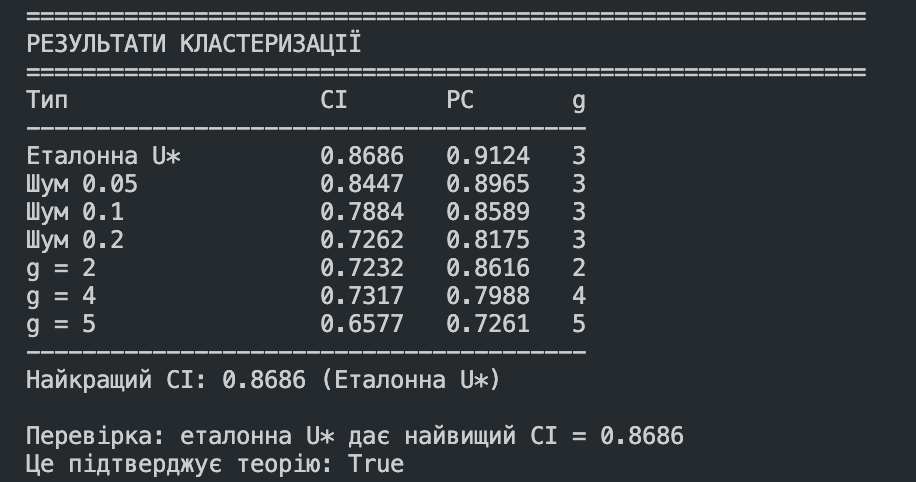 ============================================================
РЕЗУЛЬТАТИ КЛАСТЕРИЗАЦІЇ
============================================================
Тип                  CI       PC       g
----------------------------------------
Еталонна U*          0.8686   0.9124   3
Шум 0.05             0.8447   0.8965   3
Шум 0.1              0.7884   0.8589   3
Шум 0.2              0.7262   0.8175   3
g = 2                0.7232   0.8616   2
g = 4                0.7317   0.7988   4
g = 5                0.6577   0.7261   5
----------------------------------------
Найкращий CI: 0.8686 (Еталонна U*)
Перевірка: еталонна U* дає найвищий CI = 0.8686
Це підтверджує теорію: True